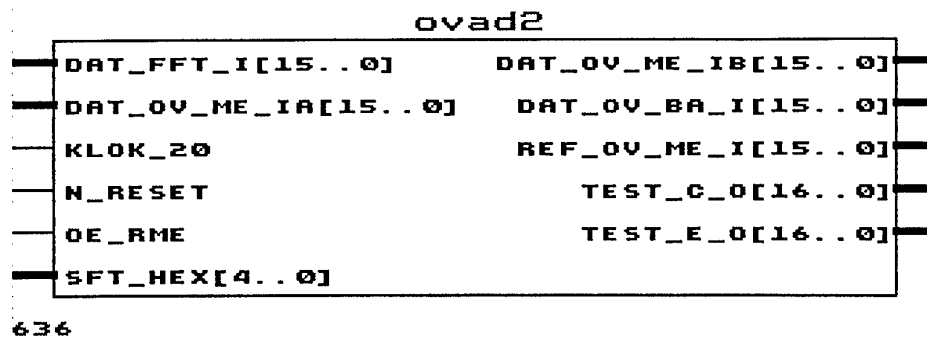 ovad2
DAT_FFT_I[15..0] DAT_OV_ME_IB[15..0]
DAT_OV_ME_IA[15..0] DAT_OV_BA_I[15..0]
KLOK_20 REF_OV_ME_I[15..0]
N_RESET TEST_C_O[16..0]
OE_RME TEST_E_O[16..0]
SFT_HEX[4..0]
636